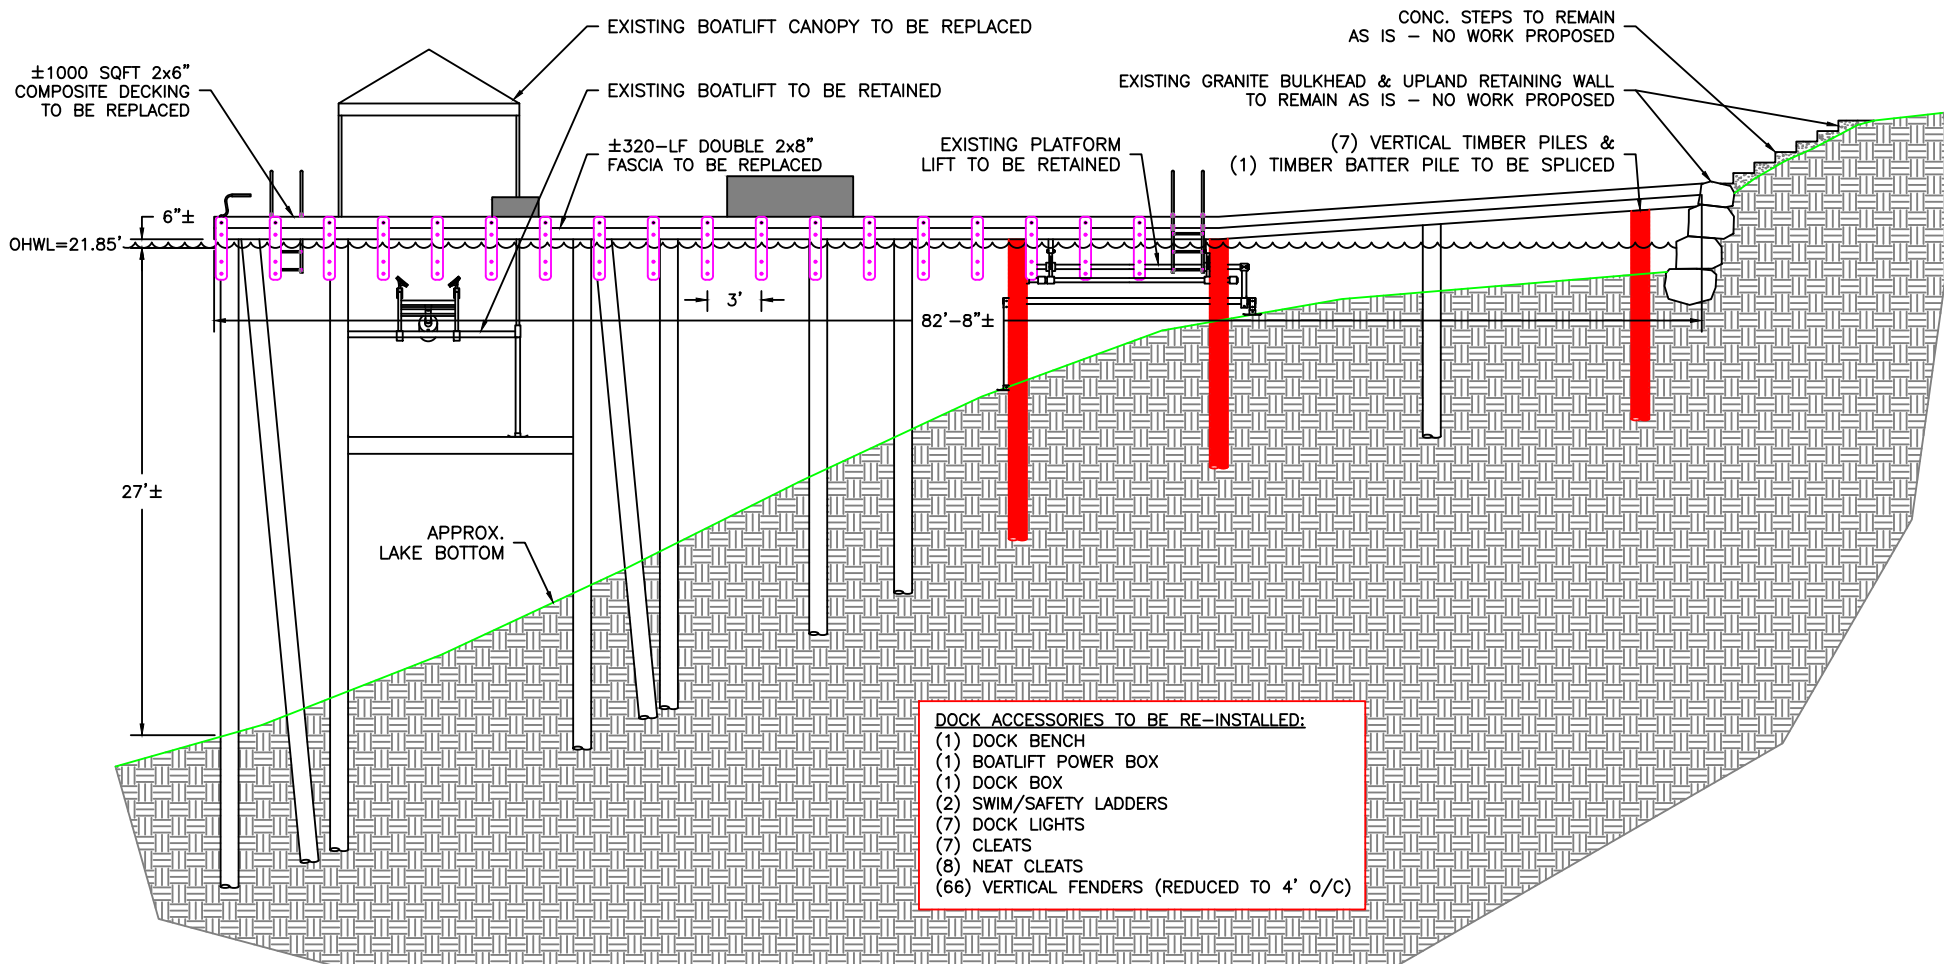 EXISTING BOATLIFT CANOPY TO BE REPLACED
CONC. STEPS TO REMAIN
AS IS – NO WORK PROPOSED
±1000 SQFT 2x6”
COMPOSITE DECKING
TO BE REPLACED
EXISTING BOATLIFT TO BE RETAINED
EXISTING GRANITE BULKHEAD & UPLAND RETAINING WALL
TO REMAIN AS IS – NO WORK PROPOSED
±320–LF DOUBLE 2x8”
FASCIA TO BE REPLACED
EXISTING PLATFORM
LIFT TO BE RETAINED
(7) VERTICAL TIMBER PILES &
(1) TIMBER BATTER PILE TO BE SPLICED
6”±
OHWL=21.85'
3'
82'–8”±
27'±
APPROX.
LAKE BOTTOM
DOCK ACCESSORIES TO BE RE–INSTALLED:
(1) DOCK BENCH
(1) BOATLIFT POWER BOX
(1) DOCK BOX
(2) SWIM/SAFETY LADDERS
(7) DOCK LIGHTS
(7) CLEATS
(8) NEAT CLEATS
(66) VERTICAL FENDERS (REDUCED TO 4' O/C)